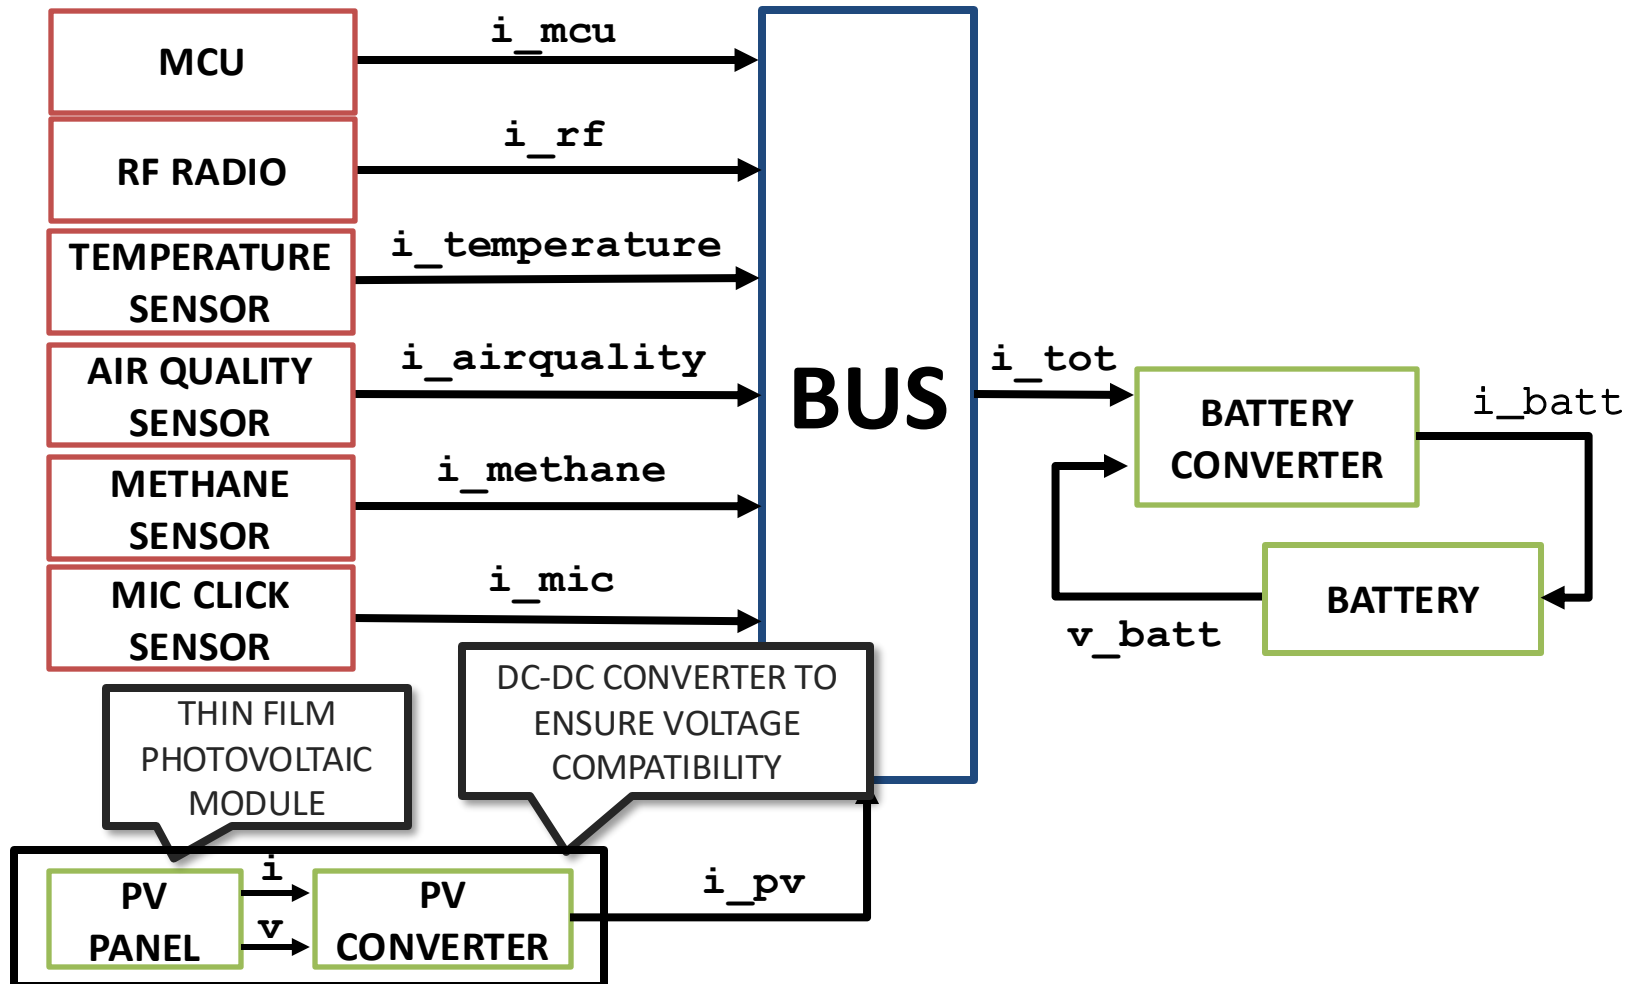 MCU
i_mcu
RF RADIO
i_rf
TEMPERATURE
SENSOR
i_temperature
AIR QUALITY
SENSOR
i_airquality
METHANE
SENSOR
i_methane
MIC CLICK
SENSOR
i_mic
BUS
i_tot
BATTERY
CONVERTER
i_batt
BATTERY
v_batt
THIN FILM
PHOTOVOLTAIC
MODULE
DC-DC CONVERTER TO
ENSURE VOLTAGE
COMPATIBILITY
PV
PANEL
i
v
PV
CONVERTER
i_pv